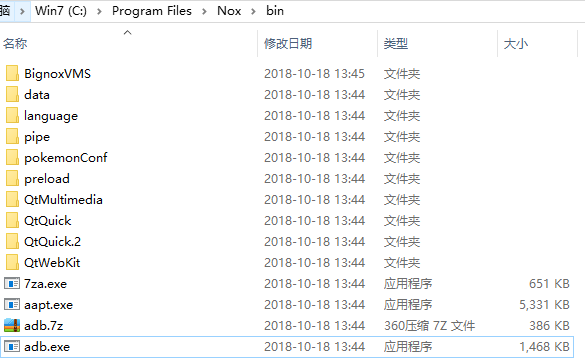 脑 > Win7 (C:) > Program Files > Nox > bin
名称 修改日期 类型 大小
BignoxVMS 2018-10-18 13:45 文件夹
data 2018-10-18 13:44 文件夹
language 2018-10-18 13:44 文件夹
pipe 2018-10-18 13:44 文件夹
pokemonConf 2018-10-18 13:44 文件夹
preload 2018-10-18 13:44 文件夹
QtMultimedia 2018-10-18 13:44 文件夹
QtQuick 2018-10-18 13:44 文件夹
QtQuick.2 2018-10-18 13:44 文件夹
QtWebKit 2018-10-18 13:44 文件夹
7za.exe 2018-10-18 13:44 应用程序 651 KB
aapt.exe 2018-10-18 13:44 应用程序 5,331 KB
adb.7z 2018-10-18 13:44 360压缩 7Z 文件 386 KB
adb.exe 2018-10-18 13:44 应用程序 1,468 KB